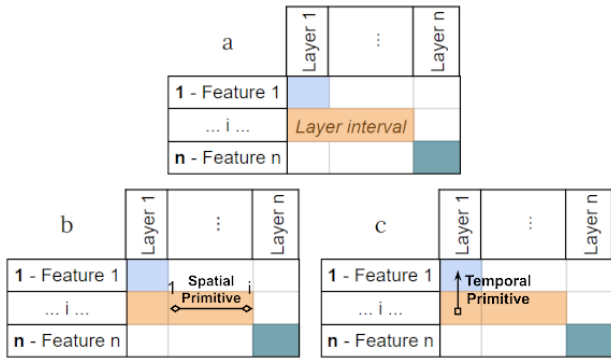 a
Layer 1
⋮
Layer n
1 - Feature 1
... i ...
Layer interval
n - Feature n
b
Layer 1
⋮
Layer n
1 - Feature 1
... i ...
n - Feature n
1
Spatial
Primitive
i
c
Layer 1
⋮
Layer n
1 - Feature 1
... i ...
n - Feature n
Temporal
Primitive